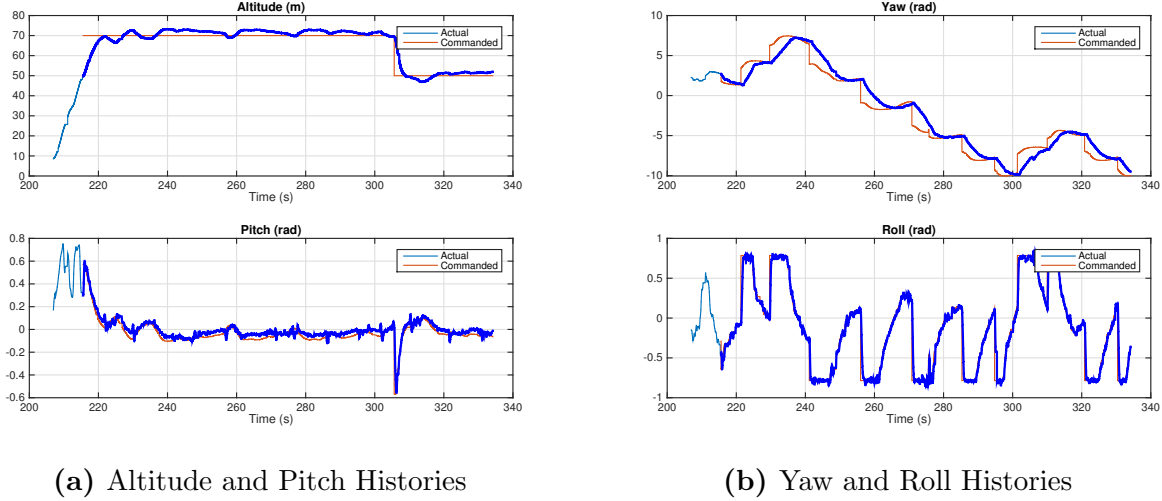 Altitude (m)
80
70
60
50
40
30
20
10
0
Actual
Commanded
200 220 240 260 280 300 320 340
Time (s)
Pitch (rad)
0.8
0.6
0.4
0.2
0
-0.2
-0.4
-0.6
Actual
Commanded
200 220 240 260 280 300 320 340
Time (s)
(a) Altitude and Pitch Histories
Yaw (rad)
10
5
0
-5
-10
Actual
Commanded
200 220 240 260 280 300 320 340
Time (s)
Roll (rad)
1
0.5
0
-0.5
-1
Actual
Commanded
200 220 240 260 280 300 320 340
Time (s)
(b) Yaw and Roll Histories